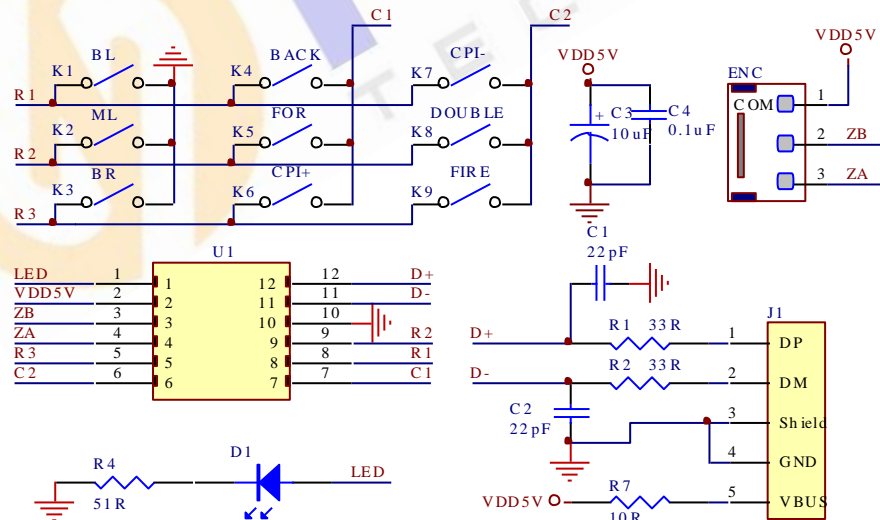 C1
C2
BL
BACK
CPI-
VDD5V
VDD5V
K1
K4
K7
ENC
R1
COM
1
ML
FOR
DOUBLE
C3
C4
+
10uF
0.1uF
K2
K5
K8
2
ZB
R2
BR
CPI+
FIRE
K3
K6
K9
3
ZA
R3
TEC
C1
22pF
U1
LED
1
1
12
12
D+
VDD5V
2
2
11
11
D-
ZB
3
3
10
10
ZA
4
4
9
9
R2
R3
5
5
8
8
R1
C2
6
6
7
7
C1
J1
D+
R1
33R
1
DP
D-
R2
33R
2
DM
C2
22pF
3
Shield
4
GND
R4
51R
D1
LED
VDD5V
R7
10R
5
VBUS